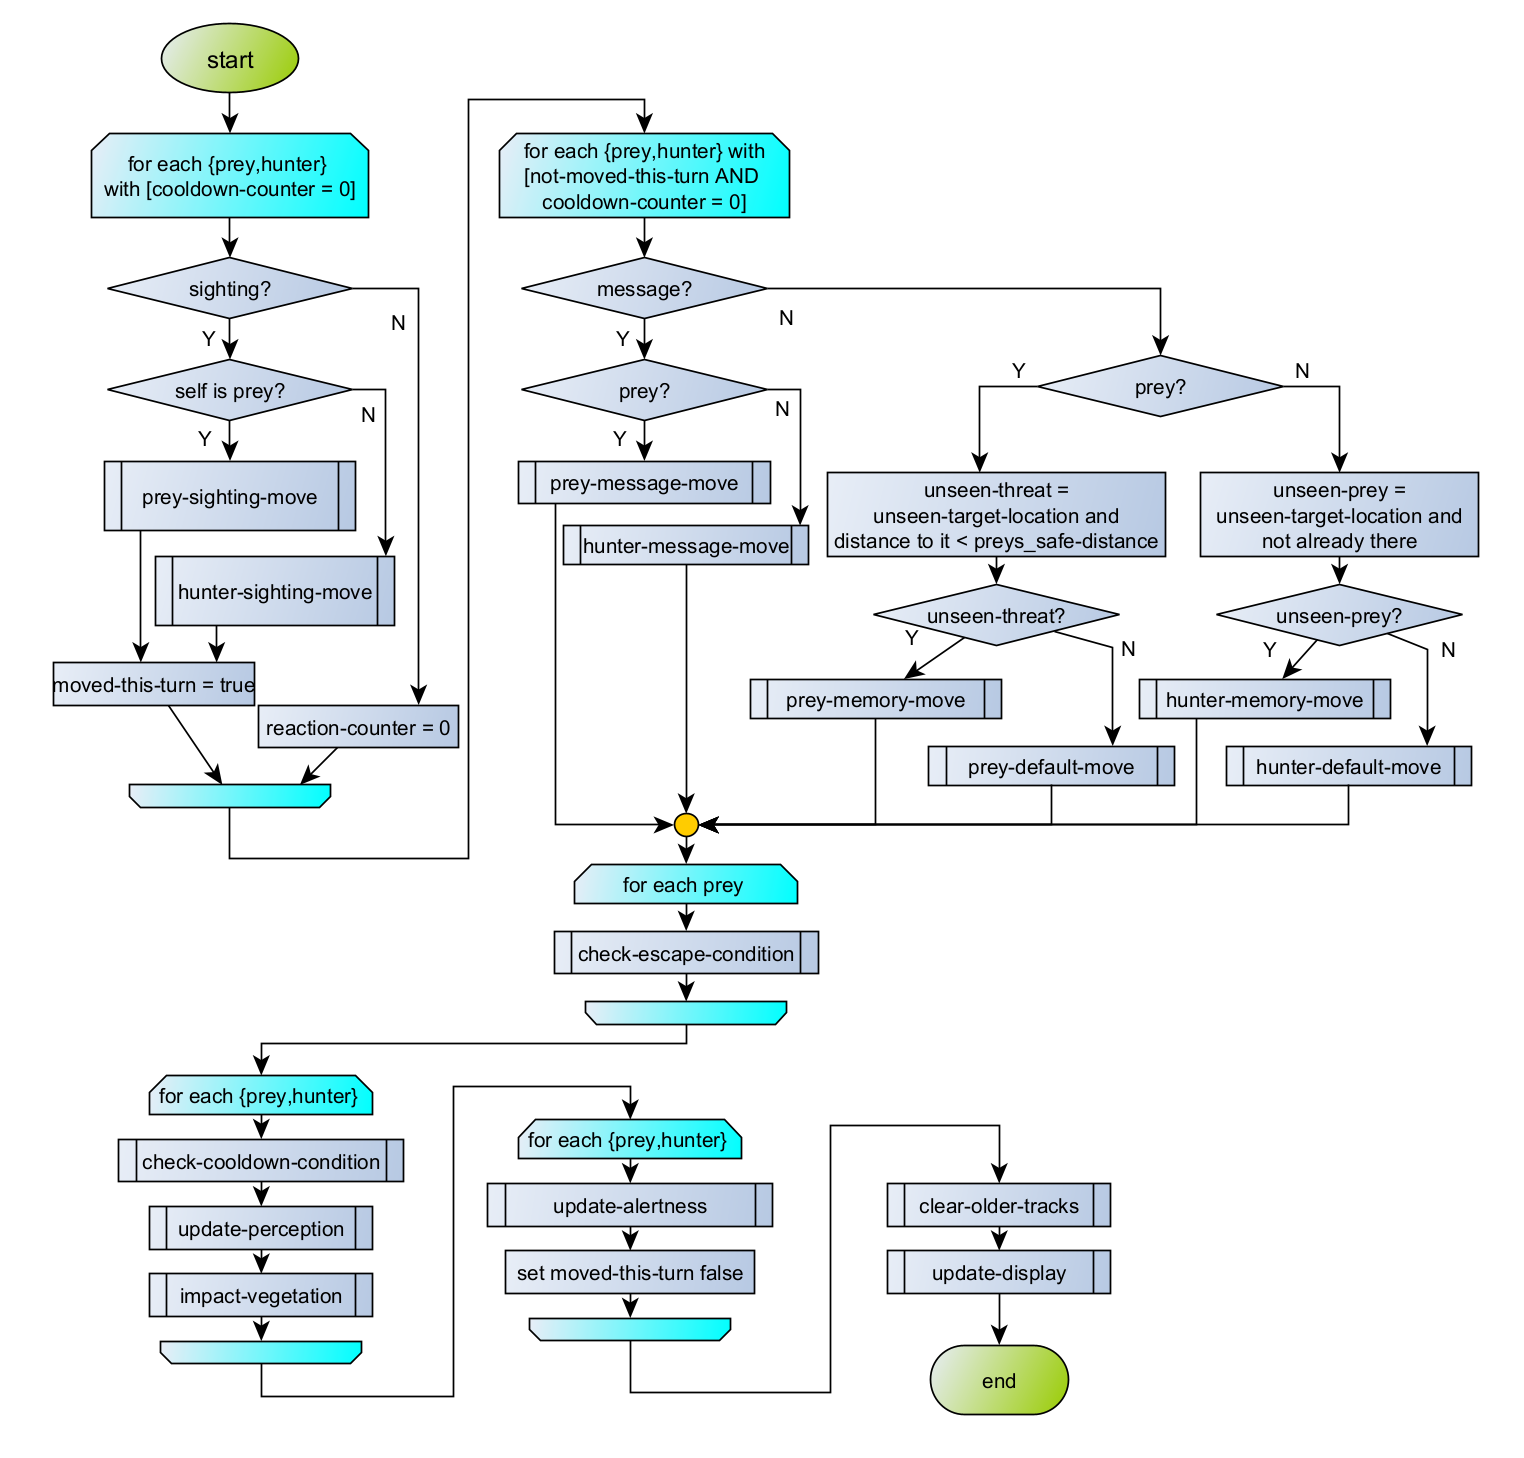 start
for each {prey,hunter}
with [cooldown-counter = 0]
sighting?
N
Y
self is prey?
N
Y
prey-sighting-move
hunter-sighting-move
moved-this-turn = true
reaction-counter = 0
for each {prey,hunter} with
[not-moved-this-turn AND
cooldown-counter = 0]
message?
N
Y
prey?
N
Y
prey-message-move
hunter-message-move
prey?
Y
N
unseen-threat =
unseen-target-location and
distance to it < preys_safe-distance
unseen-threat?
Y
N
prey-memory-move
prey-default-move
unseen-prey =
unseen-target-location and
not already there
unseen-prey?
Y
N
hunter-memory-move
hunter-default-move
for each prey
check-escape-condition
for each {prey,hunter}
check-cooldown-condition
update-perception
impact-vegetation
for each {prey,hunter}
update-alertness
set moved-this-turn false
clear-older-tracks
update-display
end